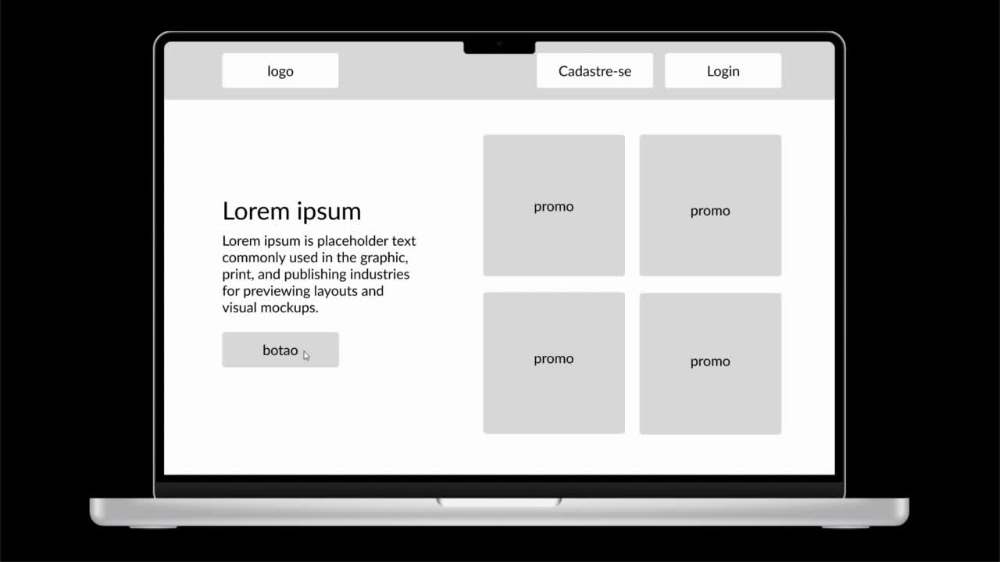 logo
Cadastre-se
Login
Lorem ipsum
Lorem ipsum is placeholder text
commonly used in the graphic,
print, and publishing industries
for previewing layouts and
visual mockups.
botao
promo
promo
promo
promo